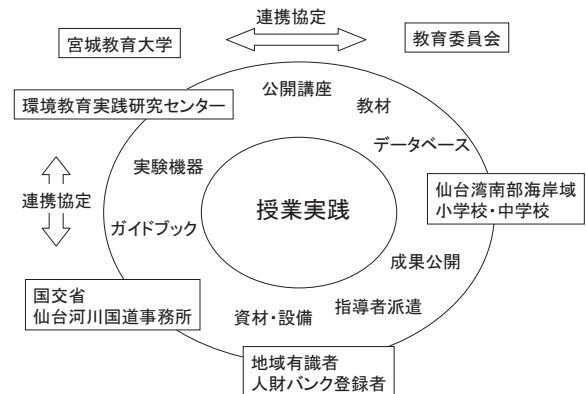 連携協定
宮城教育大学
教育委員会
環境教育実践研究センター
公開講座
教材
データベース
実験機器
連携協定
ガイドブック
授業実践
仙台湾南部海岸域
小学校・中学校
成果公開
指導者派遣
資材・設備
国交省
仙台河川国道事務所
地域有識者
人財バンク登録者